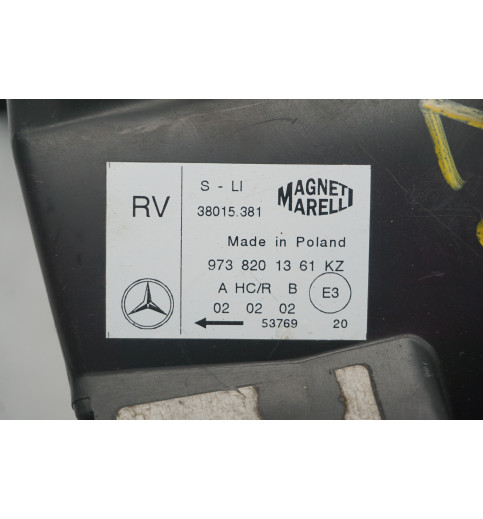 RV
S - LI
38015.381
MAGNETI
MARELLI
Made in Poland
973 820 13 61 KZ
A HC/R B
02 02 02
E3
53769 20